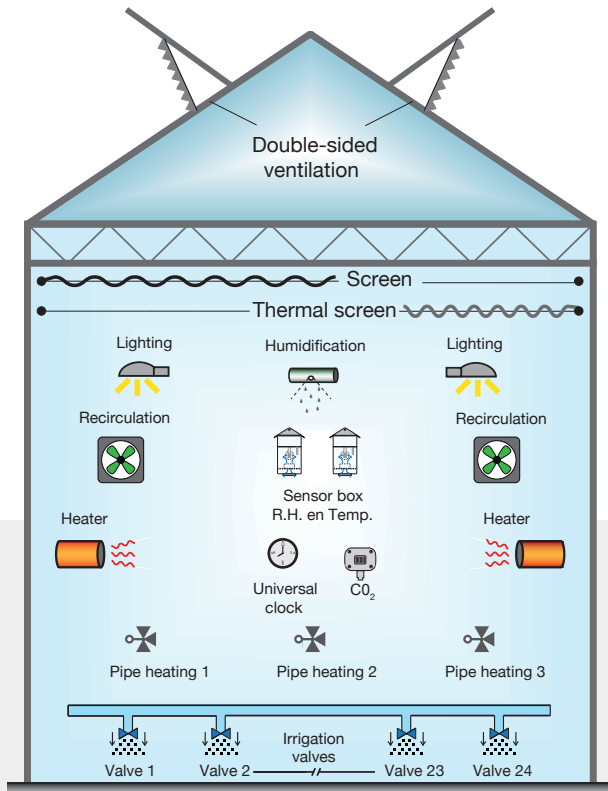 Double-sided
ventilation
Screen
Thermal screen
Lighting
Humidification
Lighting
Recirculation
Recirculation
Sensor box
R.H. en Temp.
Heater
Heater
Universal
clock
C0₂
Pipe heating 1
Pipe heating 2
Pipe heating 3
Irrigation
valves
Valve 1
Valve 2
Valve 23
Valve 24